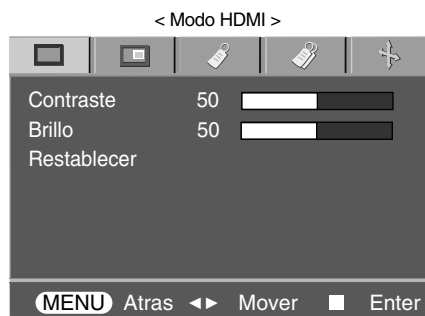 < Modo HDMI >
Contraste 50
Brillo 50
Restablecer
MENU Atras ◄► Mover ■ Enter